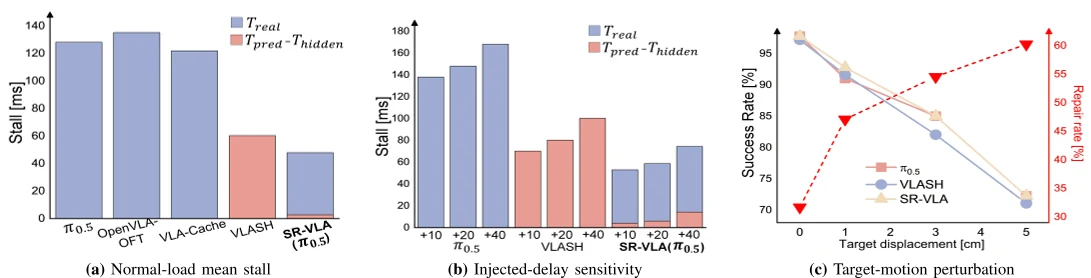 140
120
100
80
60
40
20
0
Stall [ms]
T_real
T_pred-T_hidden
π0.5
OpenVLA-OFT
VLA-Cache
VLASH
SR-VLA (π0.5)
(a) Normal-load mean stall
180
160
140
120
100
80
60
40
20
0
Stall [ms]
T_real
T_pred-T_hidden
+10 +20 +40 +10 +20 +40 +10 +20 +40
π0.5 VLASH SR-VLA(π0.5)
(b) Injected-delay sensitivity
95
90
85
80
75
70
Success Rate [%]
π0.5
VLASH
SR-VLA
60
55
50
45
40
35
30
Repair rate [%]
0 1 2 3 4 5
Target displacement [cm]
(c) Target-motion perturbation